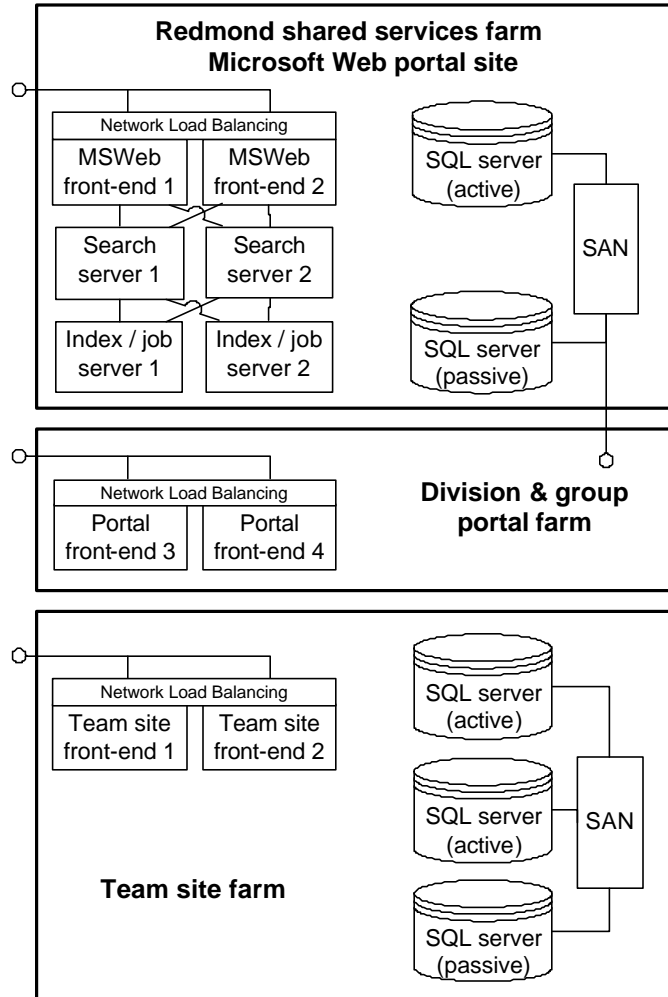 Redmond shared services farm
Microsoft Web portal site
Network Load Balancing
MSWeb
front-end 1
MSWeb
front-end 2
Search
server 1
Search
server 2
Index / job
server 1
Index / job
server 2
SQL server
(active)
SAN
SQL server
(passive)
Network Load Balancing
Portal
front-end 3
Portal
front-end 4
Division & group
portal farm
Network Load Balancing
Team site
front-end 1
Team site
front-end 2
SQL server
(active)
SQL server
(active)
SAN
SQL server
(passive)
Team site farm